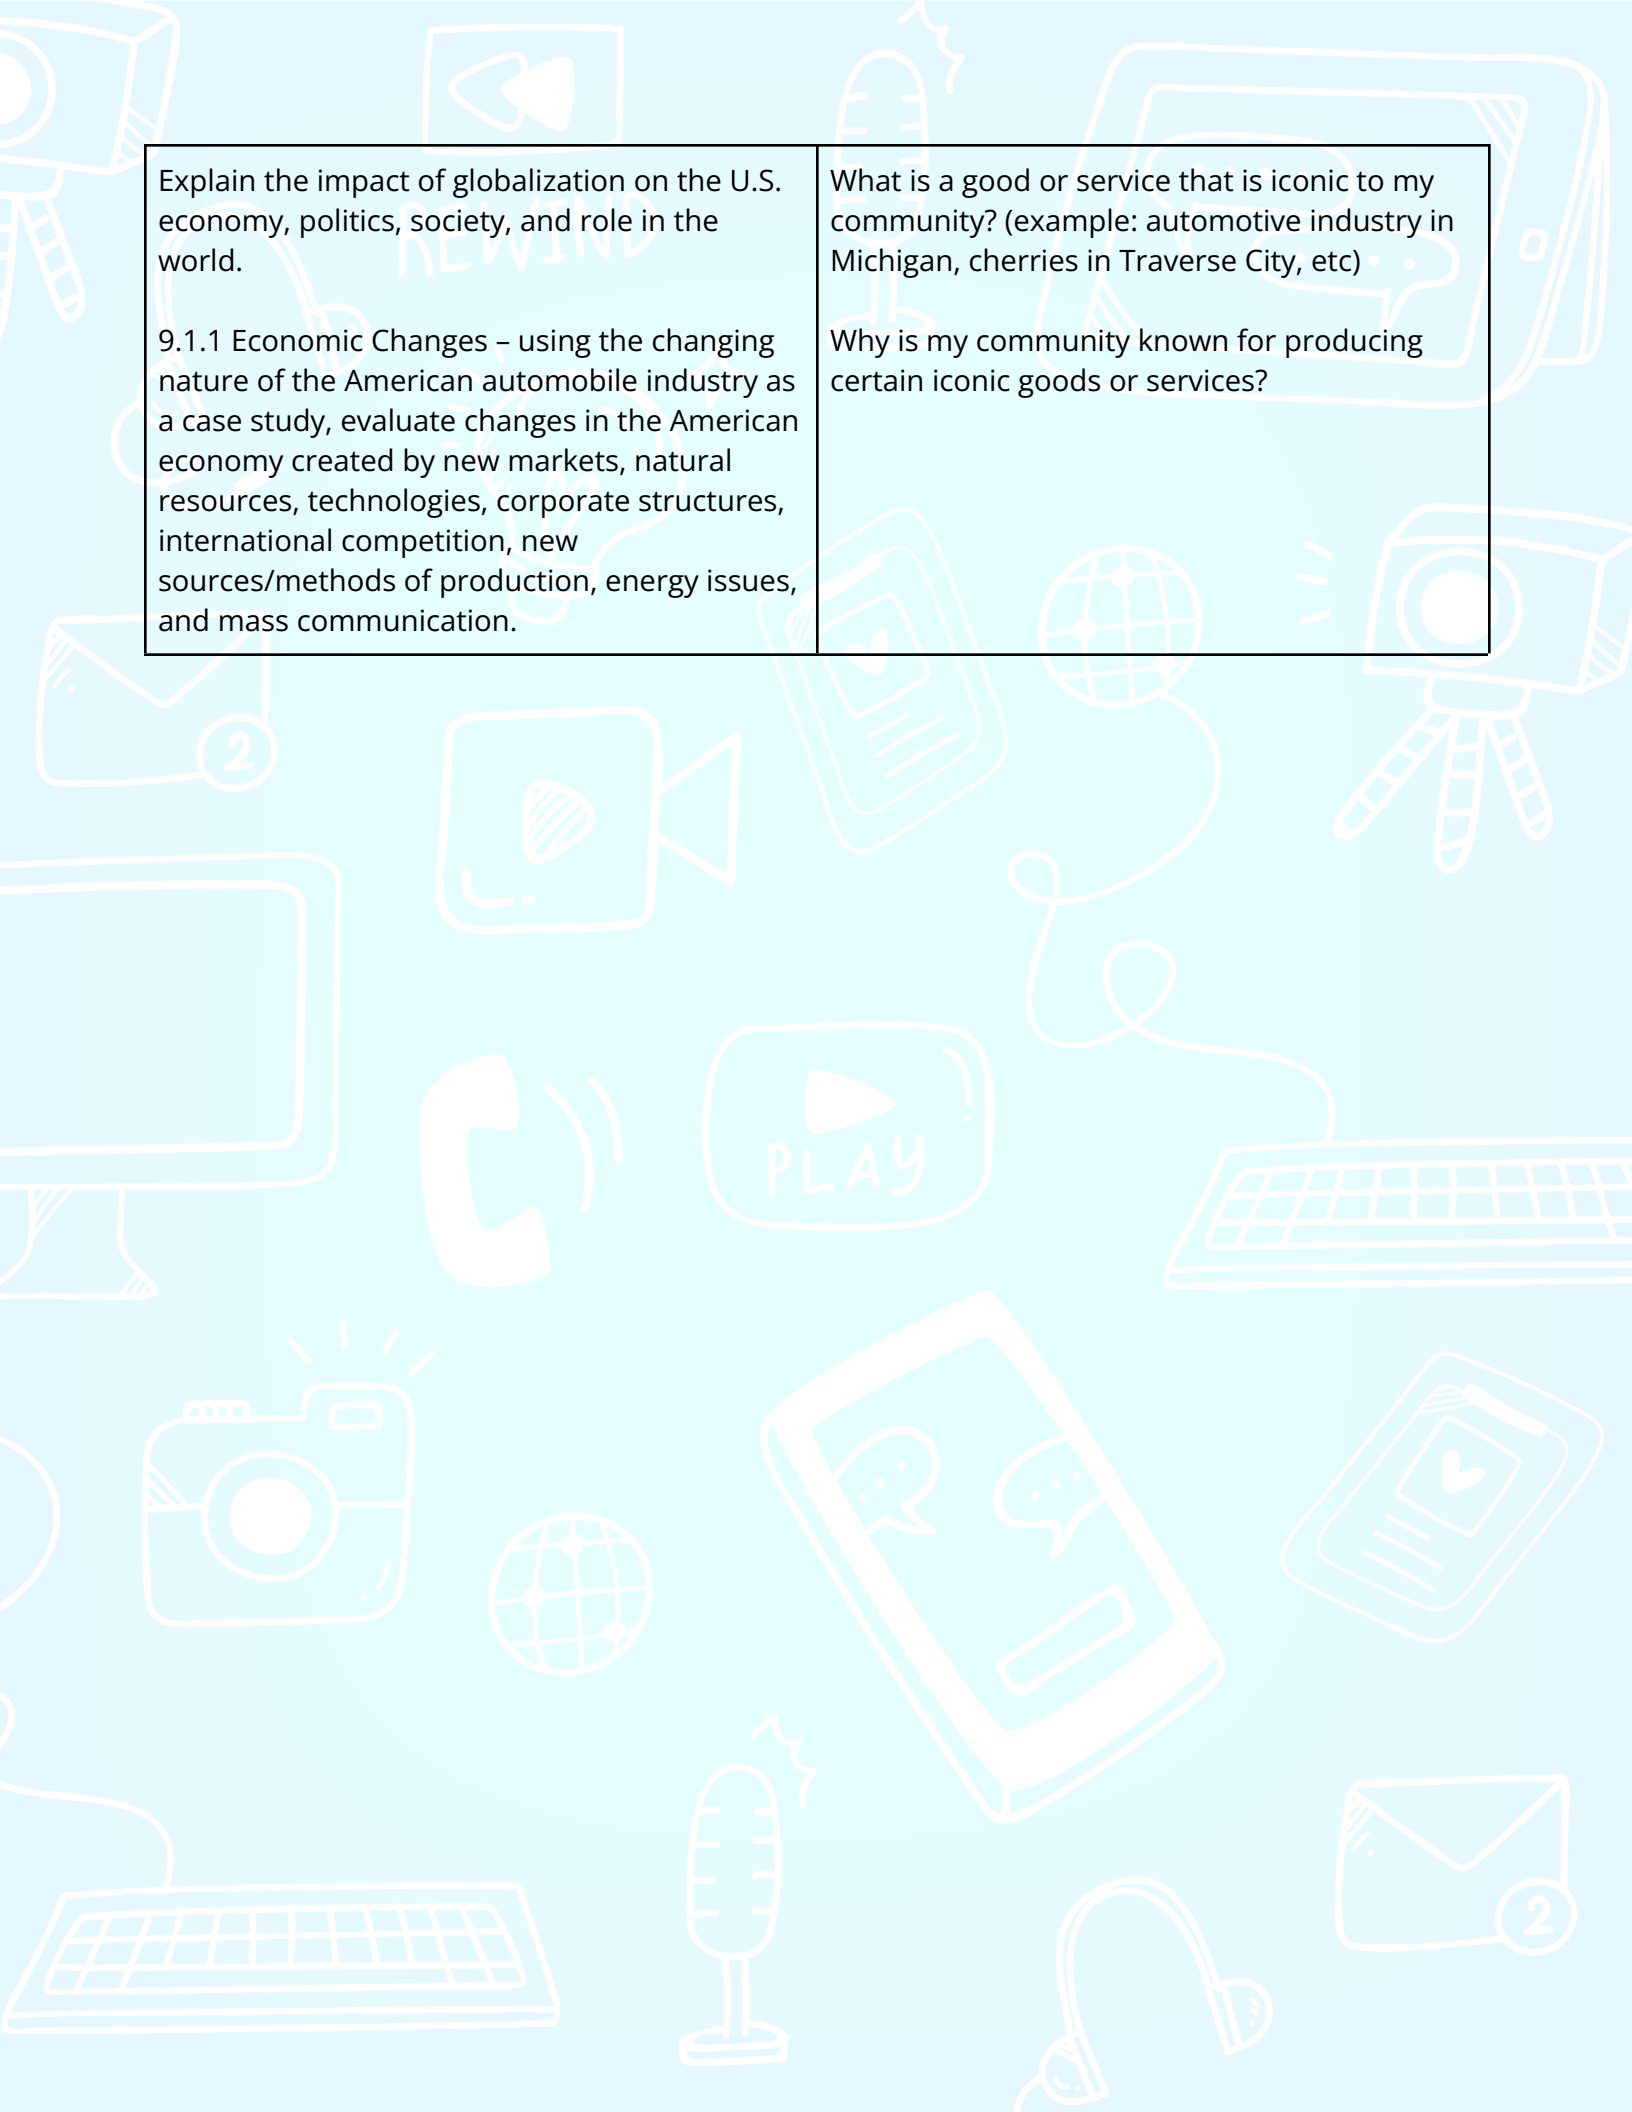 Explain the impact of globalization on the U.S.
economy, politics, society, and role in the
world.
9.1.1 Economic Changes – using the changing
nature of the American automobile industry as
a case study, evaluate changes in the American
economy created by new markets, natural
resources, technologies, corporate structures,
international competition, new
sources/methods of production, energy issues,
and mass communication.
What is a good or service that is iconic to my
community? (example: automotive industry in
Michigan, cherries in Traverse City, etc)
Why is my community known for producing
certain iconic goods or services?
REWIND
2
PLAY
2